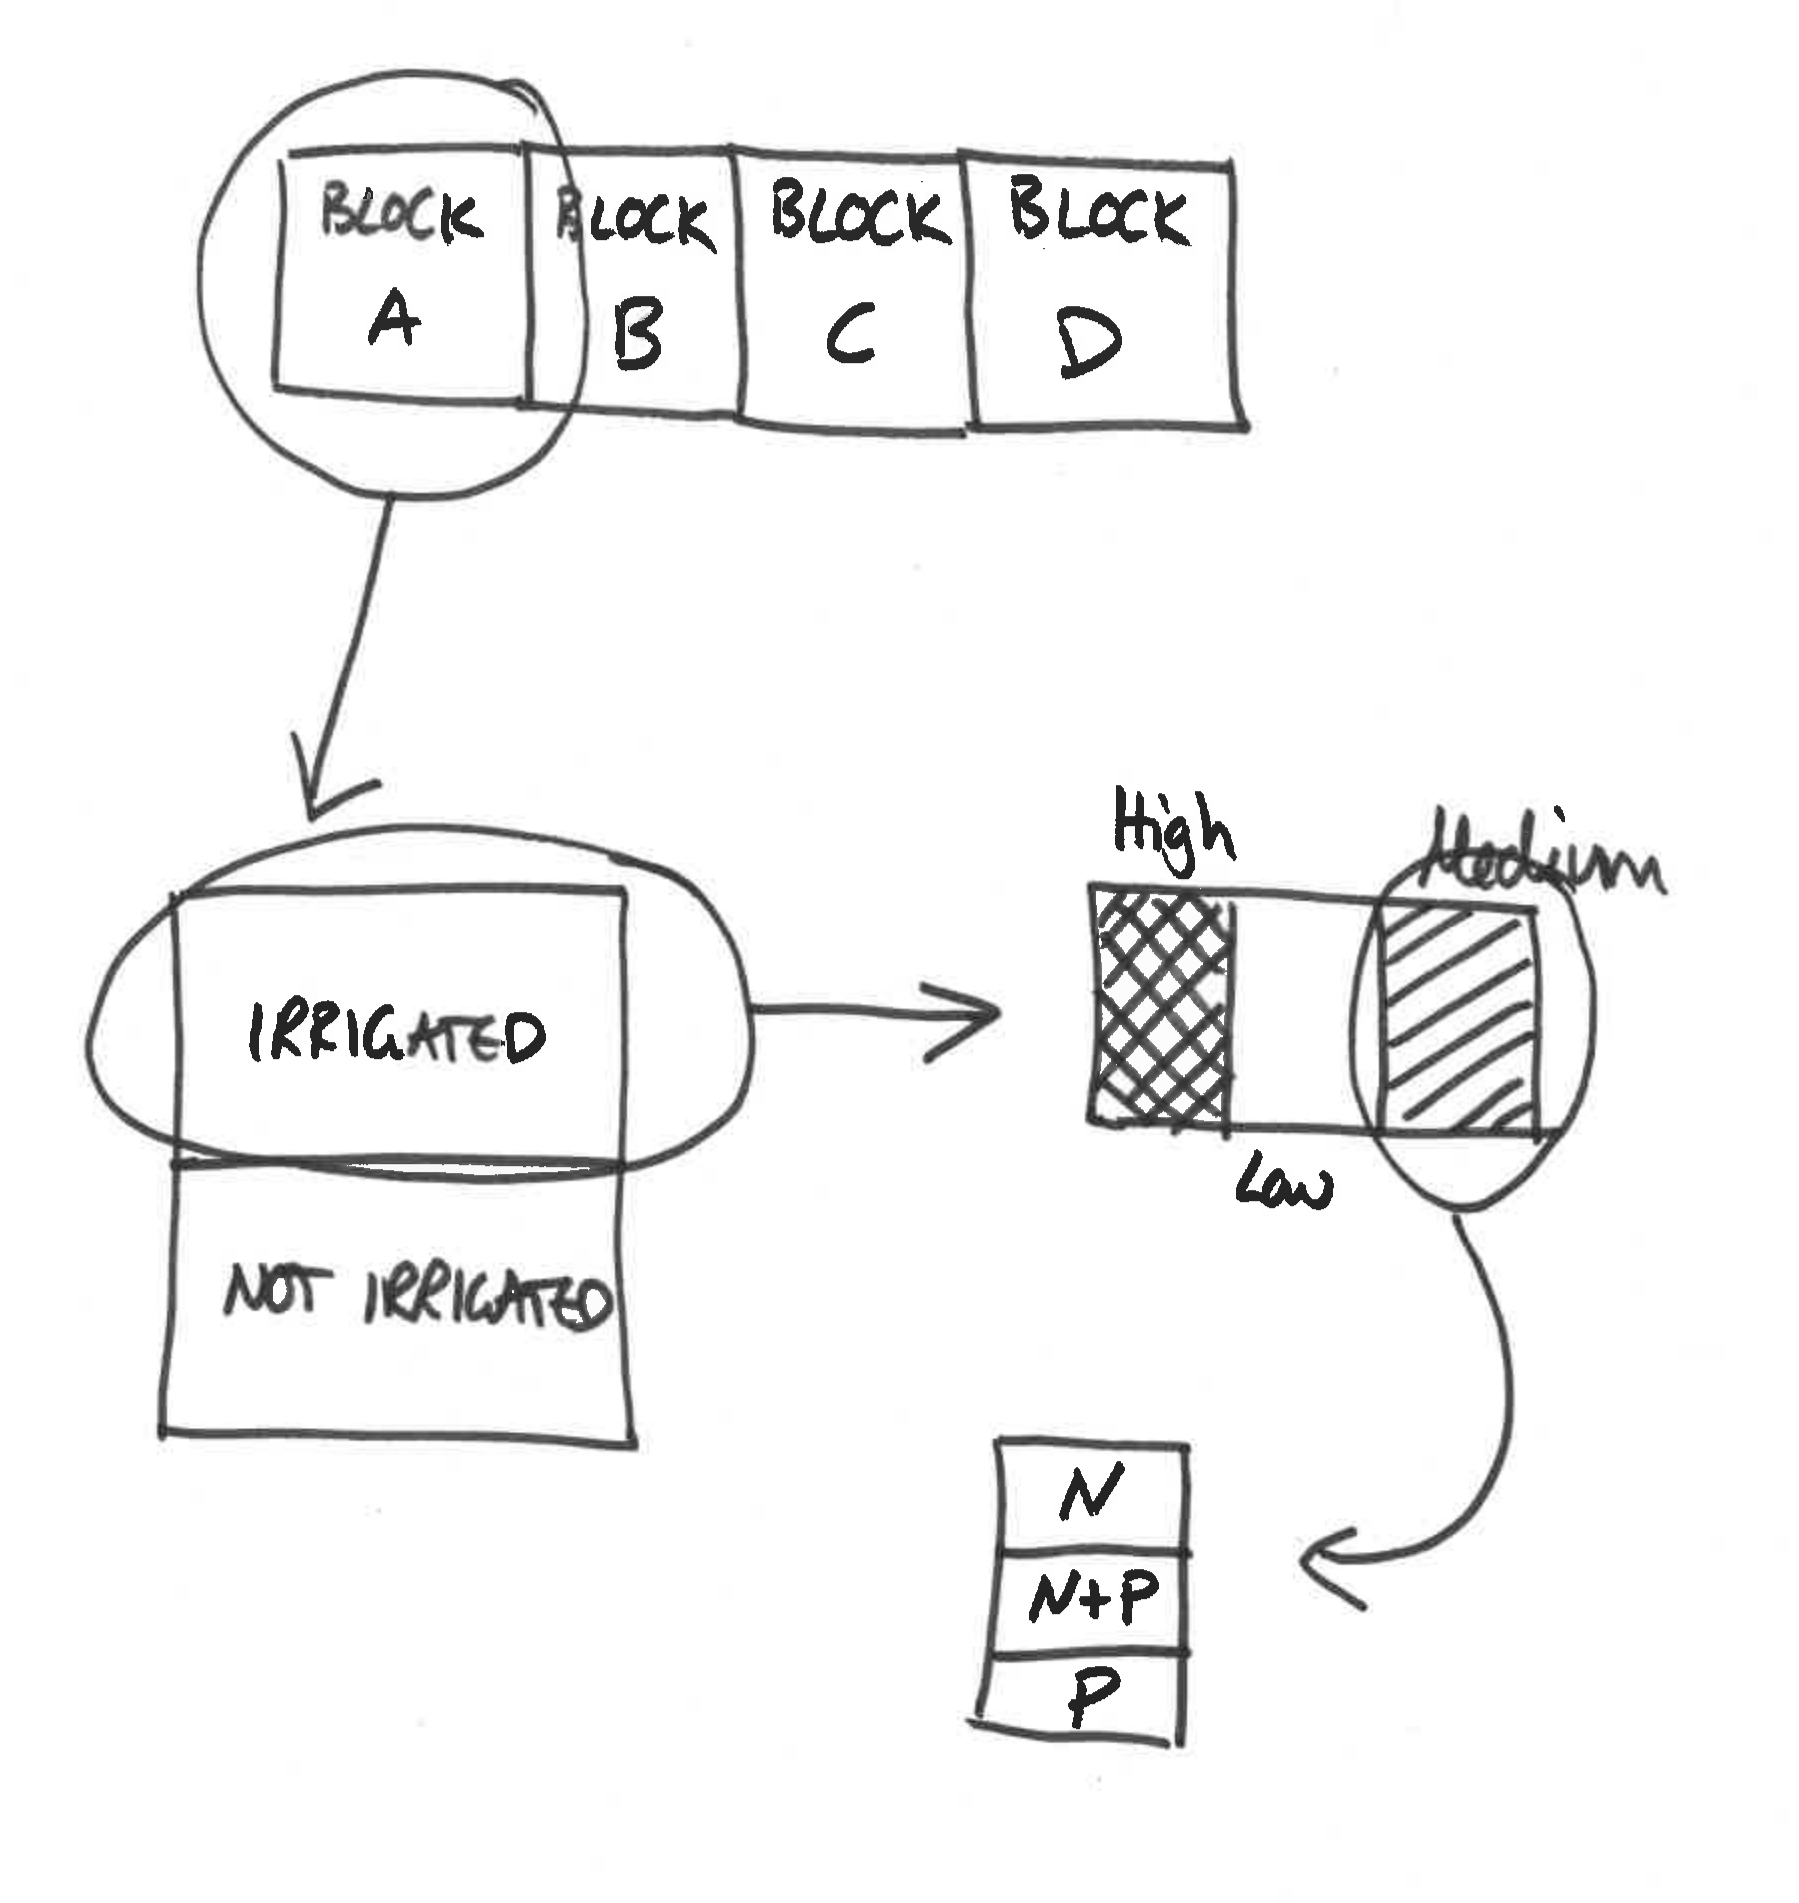 BLOCK BLOCK BLOCK BLOCK
A B C D
High Medium
IRRIGATED
Low
NOT IRRIGATED
N
N+P
P